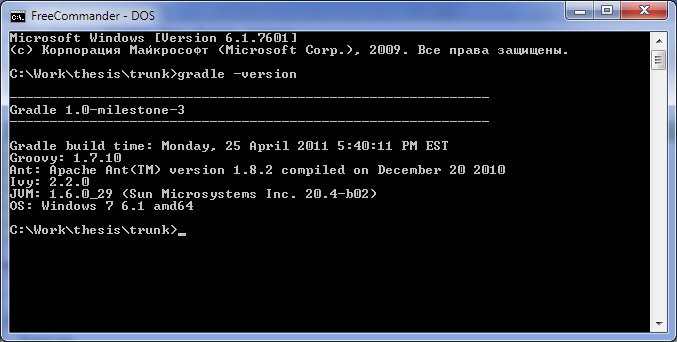 FreeCommander - DOS
Microsoft Windows [Version 6.1.7601]
(c) Корпорация Майкрософт (Microsoft Corp.), 2009. Все права защищены.
C:\Work\thesis\trunk>gradle -version
------------------------------------------------------------
Gradle 1.0-milestone-3
------------------------------------------------------------
Gradle build time: Monday, 25 April 2011 5:40:11 PM EST
Groovy: 1.7.10
Ant: Apache Ant(TM) version 1.8.2 compiled on December 20 2010
Ivy: 2.2.0
JVM: 1.6.0_29 (Sun Microsystems Inc. 20.4-b02)
OS: Windows 7 6.1 amd64
C:\Work\thesis\trunk>_